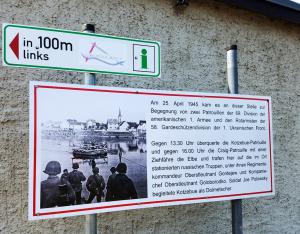 in 100m
links
i
Am 25. April 1945 kam es an dieser Stelle zur
Begegnung von zwei Patrouillen der 69. Division der
amerikanischen 1. Armee und den Rotarmisten der
58. Gardeschützendivision der 1. Ukrainischen Front.
Gegen 13.30 Uhr überquerte die Kotzebue-Patrouille
und gegen 16.00 Uhr die Craig-Patrouille mit einer
Ziehfähre die Elbe und trafen hier auf die im Ort
stationierten russischen Truppen, unter ihnen Regiments-
kommandeur Oberstleutnant Gordejew und Kompanie-
chef Oberstleutnant Goloborodko. Soldat Joe Polowsky
begleitete Kotzebue als Dolmetscher.